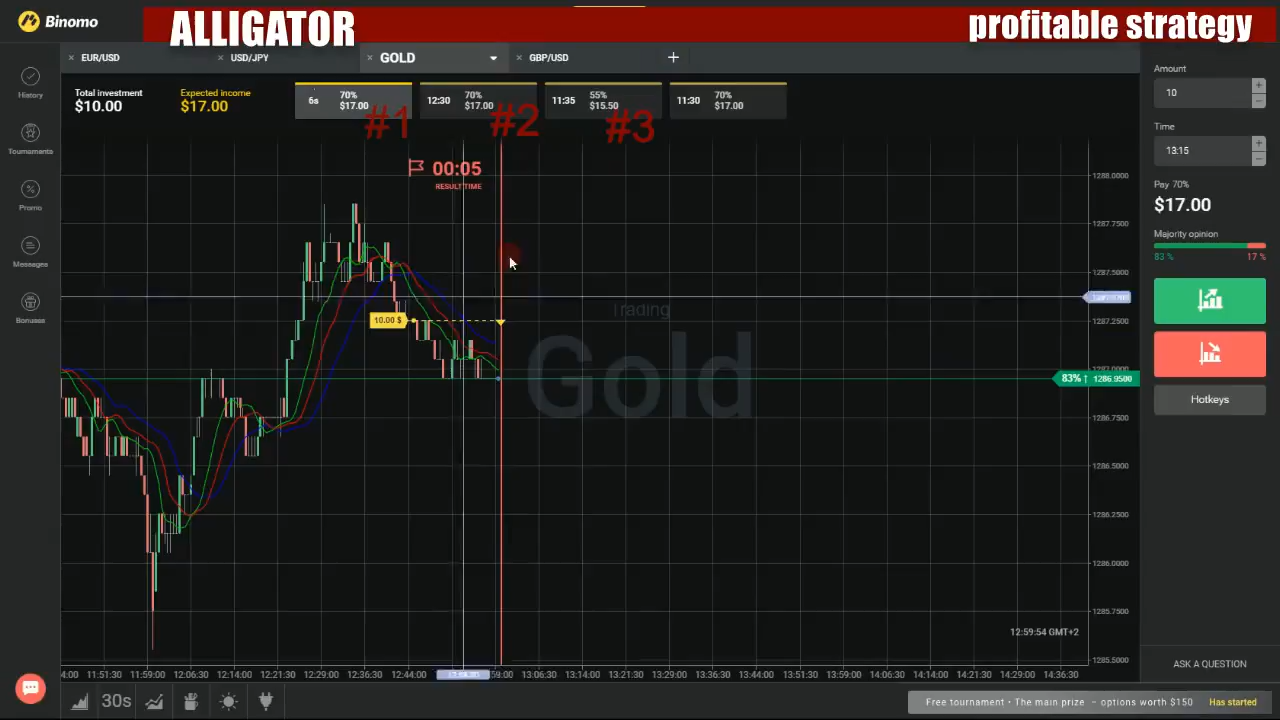 Binomo
ALLIGATOR
profitable strategy
× EUR/USD
× USD/JPY
× GOLD
× GBP/USD
+
History
Tournaments
Promo
Messages
Bonuses
Total investment
$10.00
Expected income
$17.00
6s
70%
$17.00
12:30
70%
$17.00
11:35
55%
$15.50
11:30
70%
$17.00
#1
#2
#3
00:05
RESULT TIME
10.00 $
Trading
Gold
1288.0000
1287.7500
1287.5000
1287.2500
83% ↑ 1286.9500
1286.7500
1286.5000
1286.2500
1286.0000
1285.7500
1285.5000
12:59:54 GMT+2
4:00 11:51:30 11:59:00 12:06:30 12:14:00 12:21:30 12:29:00 12:36:30 12:44:00 13:06:30 13:14:00 13:21:30 13:29:00 13:36:30 13:44:00 13:51:30 13:59:00 14:06:30 14:14:00 14:21:30 14:29:00 14:36:30
30s
Amount
10
Time
13:15
Pay 70%
$17.00
Majority opinion
83 %
17 %
Hotkeys
ASK A QUESTION
Free tournament • The main prize – options worth $150 Has started